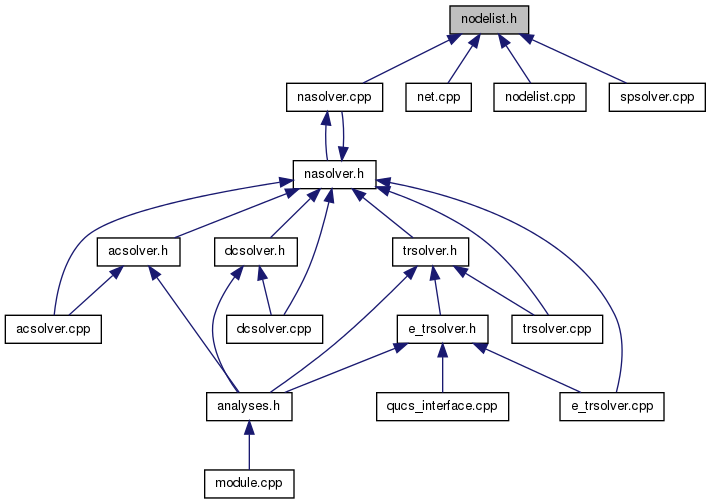 nodelist.h
nasolver.cpp
net.cpp
nodelist.cpp
spsolver.cpp
nasolver.h
acsolver.h
dcsolver.h
trsolver.h
acsolver.cpp
dcsolver.cpp
e_trsolver.h
trsolver.cpp
analyses.h
qucs_interface.cpp
e_trsolver.cpp
module.cpp